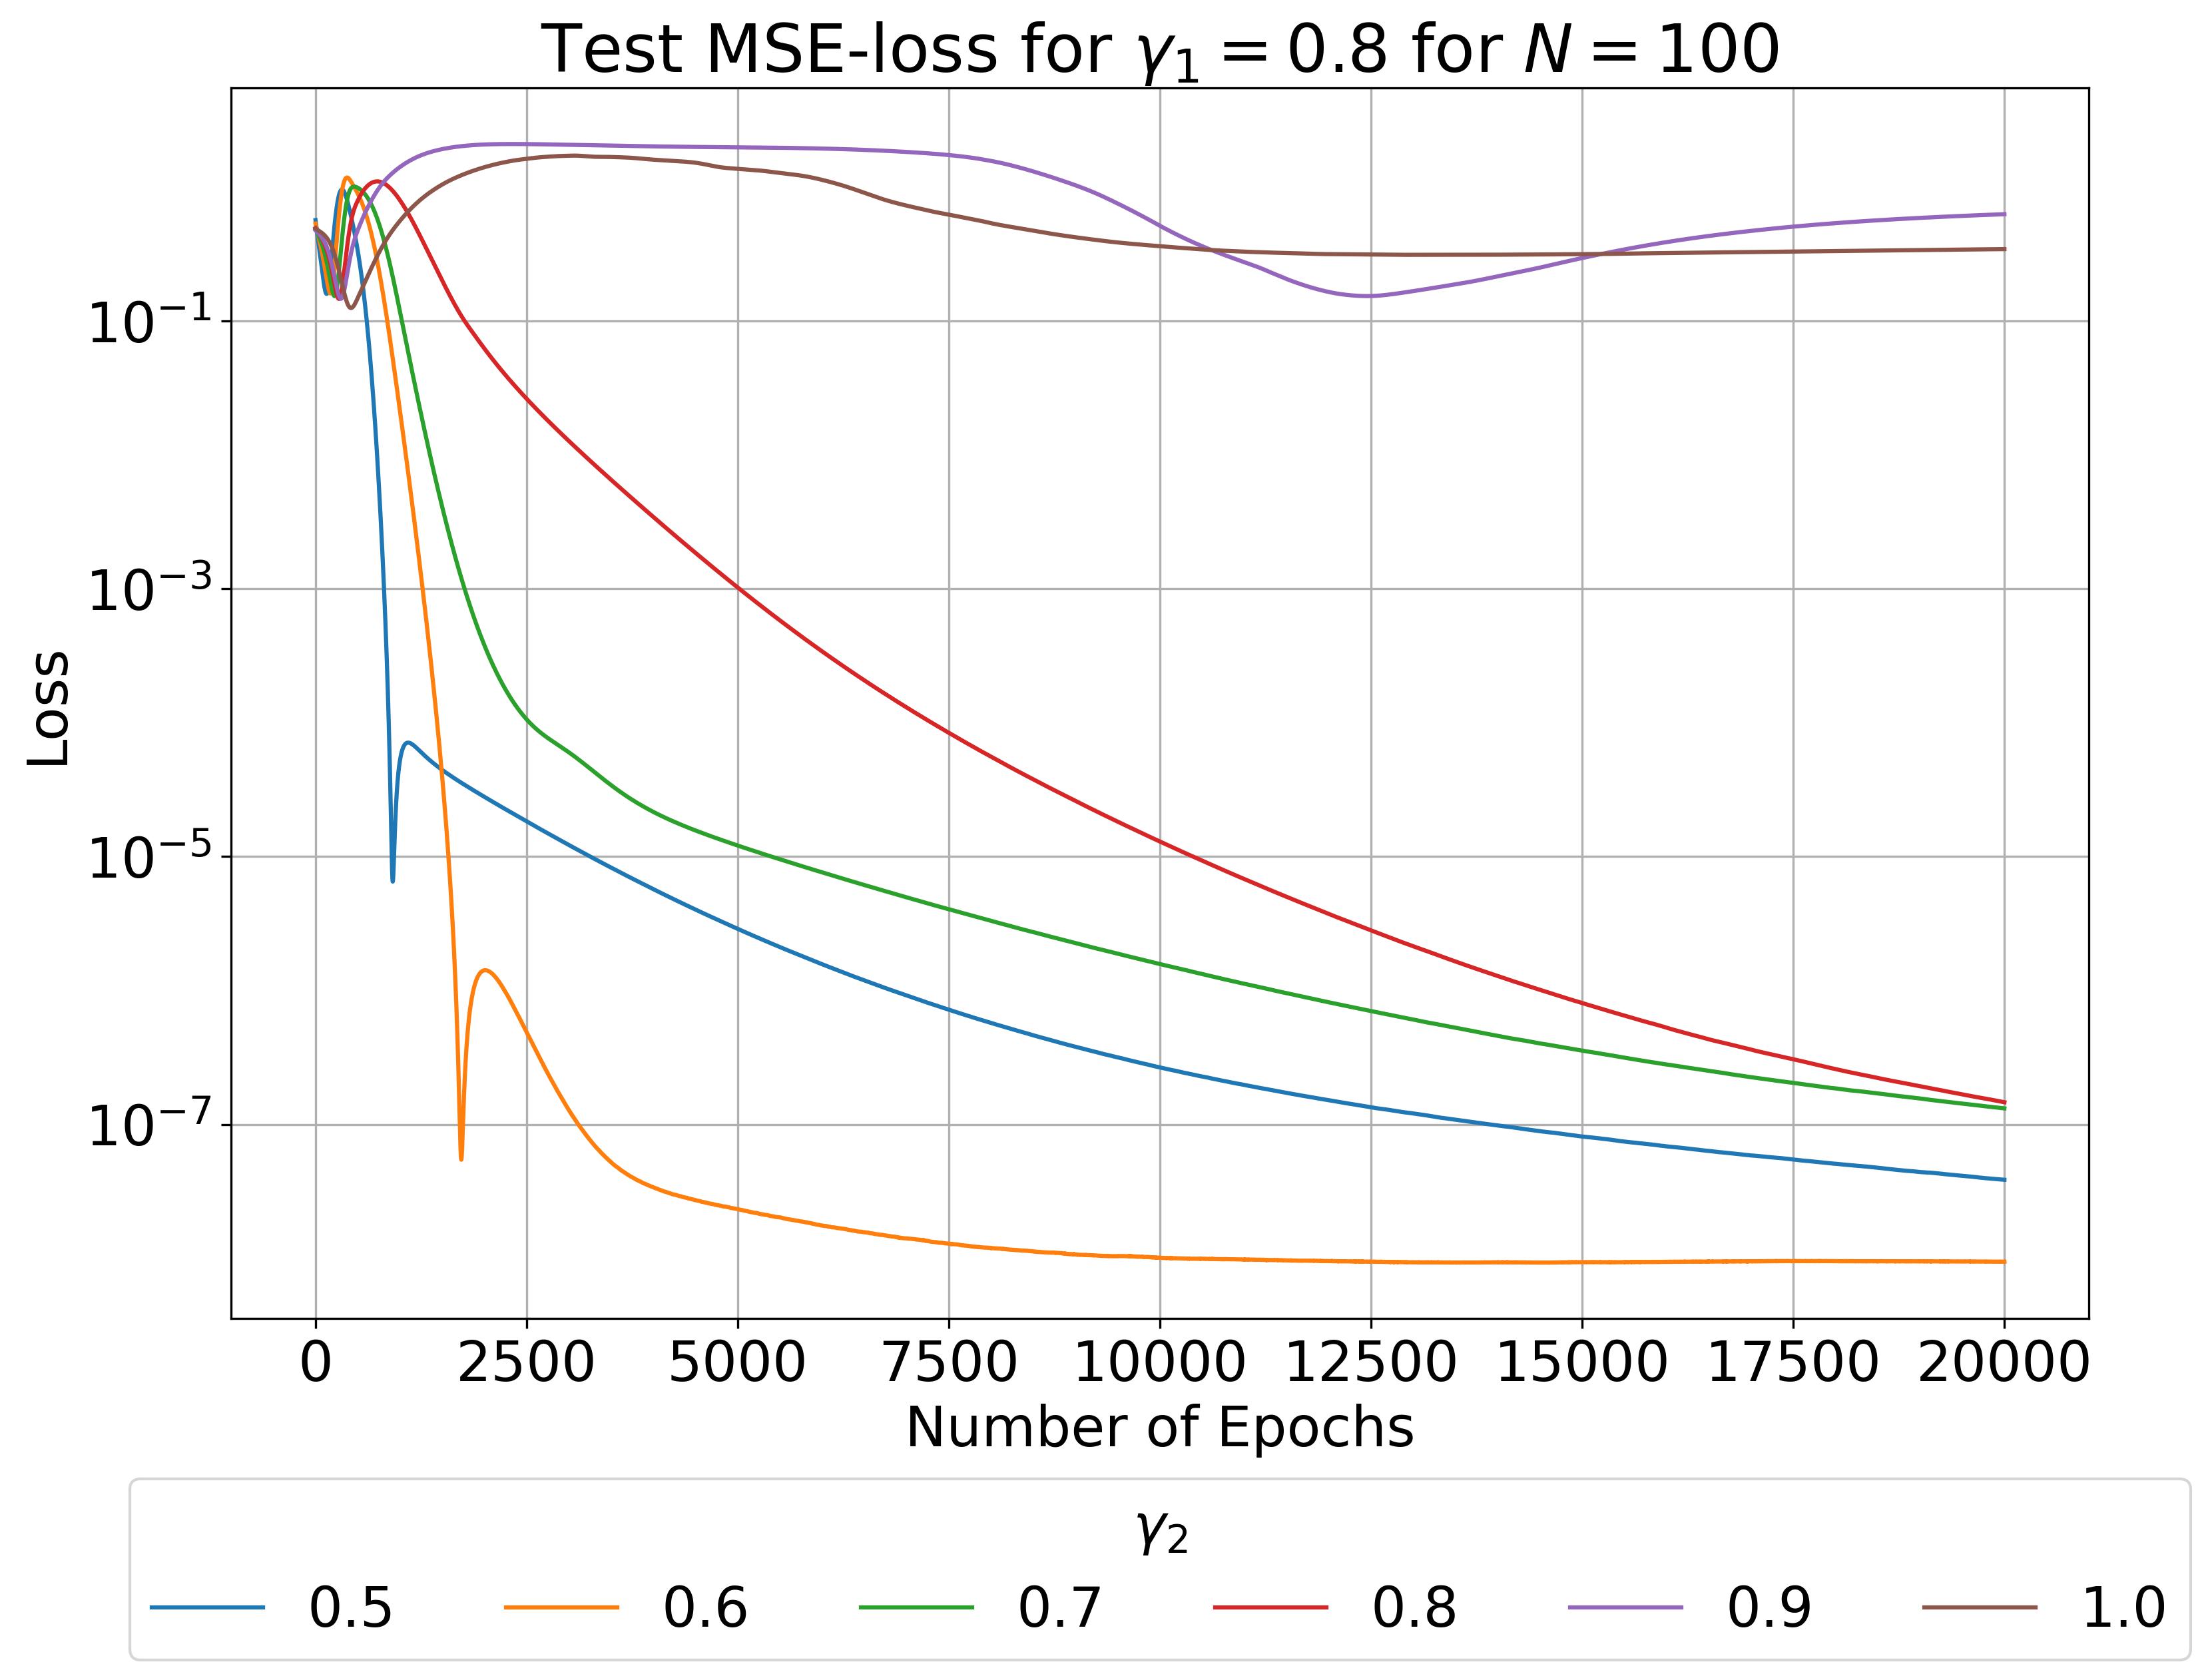 Test MSE-loss for γ₁ = 0.8 for N = 100
Loss
10⁻¹
10⁻³
10⁻⁵
10⁻⁷
0 2500 5000 7500 10000 12500 15000 17500 20000
Number of Epochs
γ₂
0.5 0.6 0.7 0.8 0.9 1.0